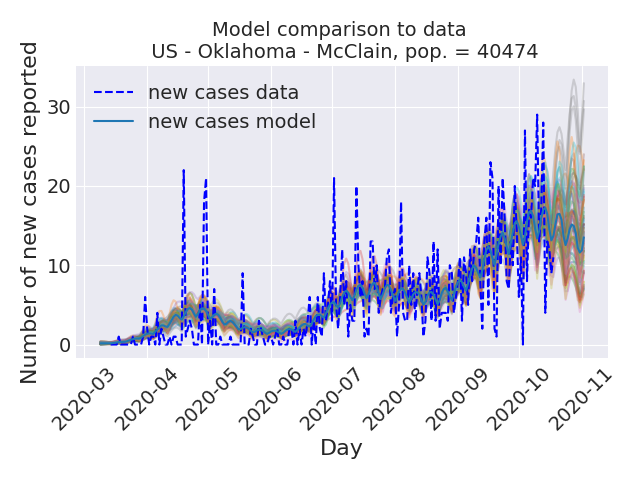 Model comparison to data
US - Oklahoma - McClain, pop. = 40474
new cases data
new cases model
Number of new cases reported
30
20
10
0
2020-03
2020-04
2020-05
2020-06
2020-07
2020-08
2020-09
2020-10
2020-11
Day